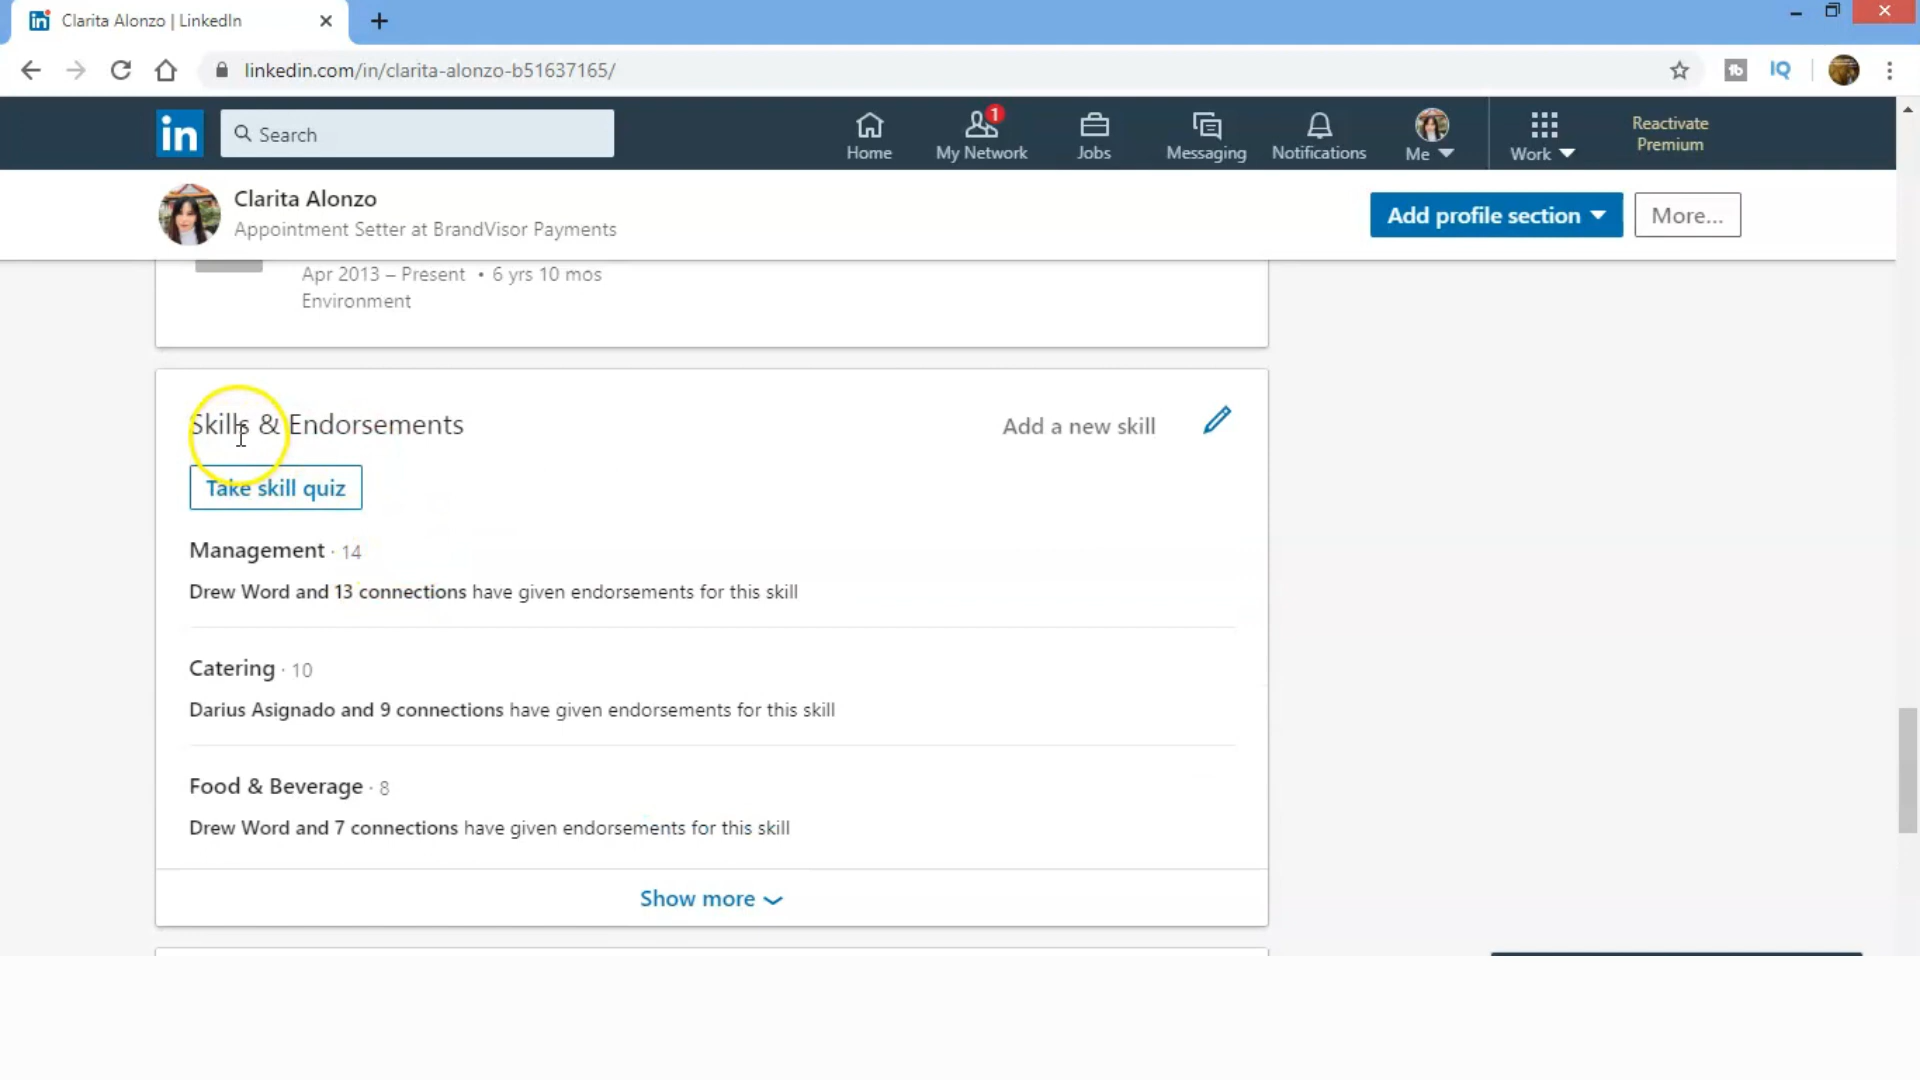 in Clarita Alonzo | LinkedIn
linkedin.com/in/clarita-alonzo-b51637165/
tb IQ
in Search
1
Home My Network Jobs Messaging Notifications Me Work
Reactivate
Premium
Clarita Alonzo
Appointment Setter at BrandVisor Payments
Add profile section More...
Apr 2013 – Present • 6 yrs 10 mos
Environment
Skills & Endorsements
Add a new skill
Take skill quiz
Management · 14
Drew Word and 13 connections have given endorsements for this skill
Catering · 10
Darius Asignado and 9 connections have given endorsements for this skill
Food & Beverage · 8
Drew Word and 7 connections have given endorsements for this skill
Show more